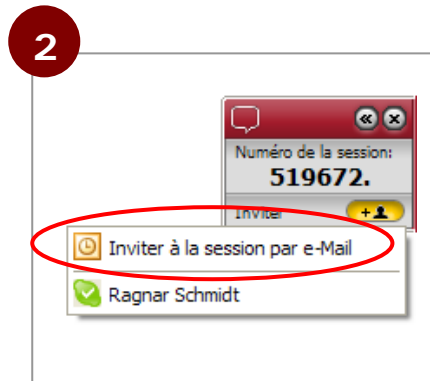 2
Numéro de la session:
519672.
Inviter
Inviter à la session par e-Mail
Ragnar Schmidt